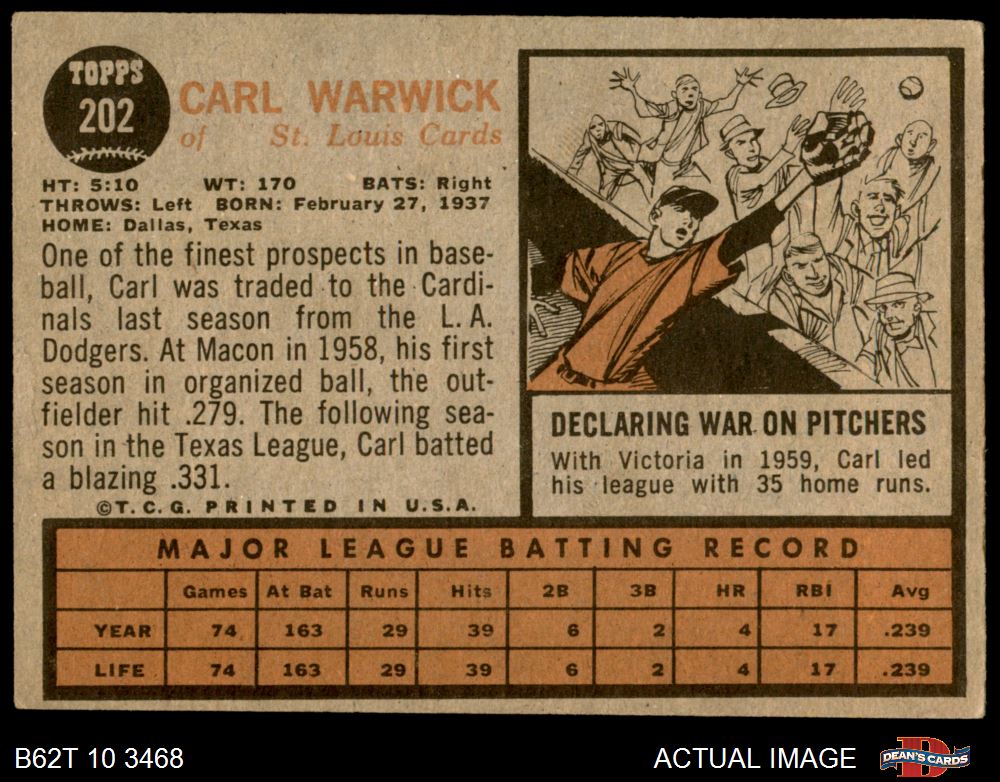 TOPPS
202
CARL WARWICK
of St. Louis Cards
HT: 5:10 WT: 170 BATS: Right
THROWS: Left BORN: February 27, 1937
HOME: Dallas, Texas
One of the finest prospects in base-
ball, Carl was traded to the Cardi-
nals last season from the L.A.
Dodgers. At Macon in 1958, his first
season in organized ball, the out-
fielder hit .279. The following sea-
son in the Texas League, Carl batted
a blazing .331.
©T.C.G. PRINTED IN U.S.A.
DECLARING WAR ON PITCHERS
With Victoria in 1959, Carl led
his league with 35 home runs.
MAJOR LEAGUE BATTING RECORD
Games At Bat Runs Hits 2B 3B HR RBI Avg
YEAR 74 163 29 39 6 2 4 17 .239
LIFE 74 163 29 39 6 2 4 17 .239
B62T 10 3468 ACTUAL IMAGE DEAN'S CARDS